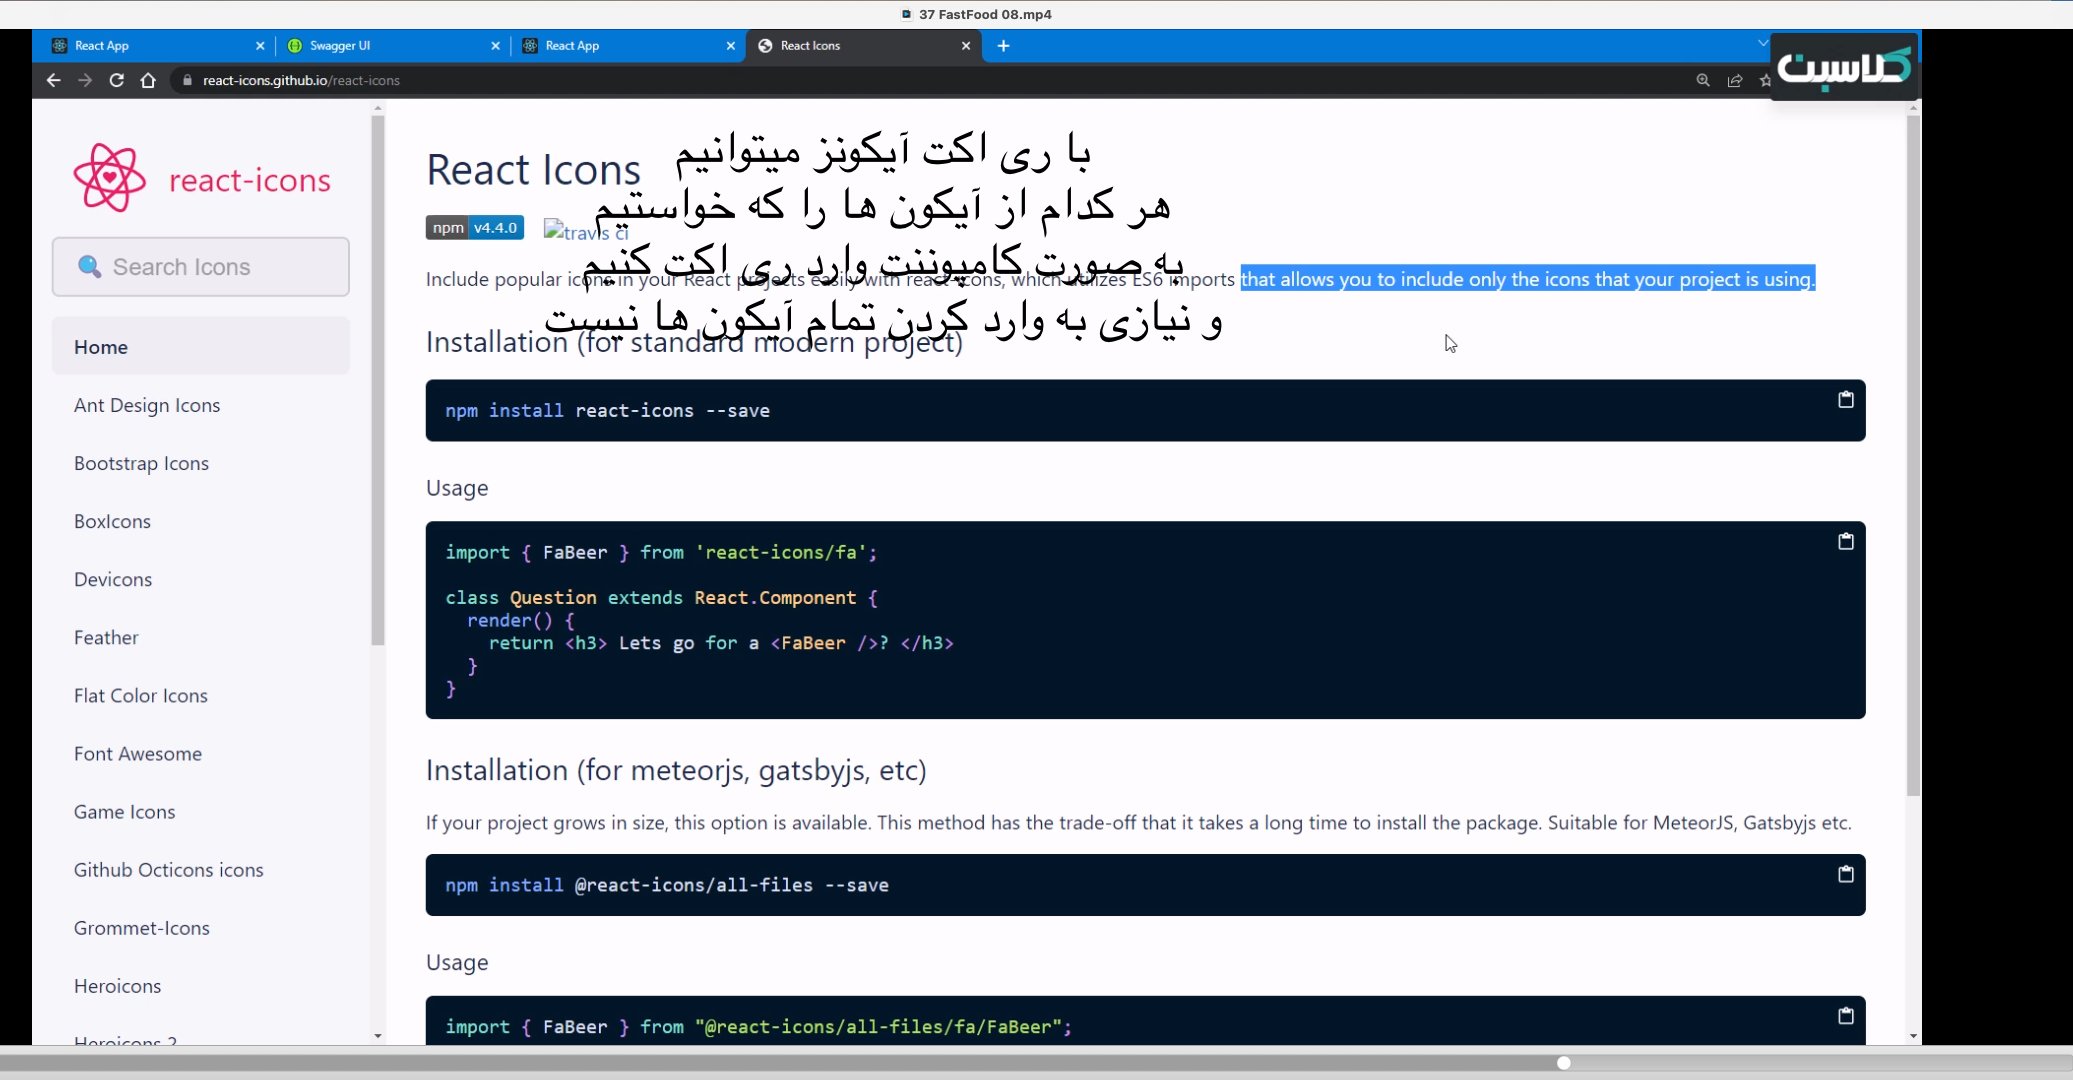 37 FastFood 08.mp4
React App
Swagger UI
React App
React Icons
react-icons.github.io/react-icons
کلاسبت
react-icons
Search Icons
Home
Ant Design Icons
Bootstrap Icons
BoxIcons
Devicons
Feather
Flat Color Icons
Font Awesome
Game Icons
Github Octicons icons
Grommet-Icons
Heroicons
Heroicons 2
React Icons
با ری اکت آیکونز میتوانیم
هر کدام از آیکون ها را که خواستیم
به صورت کامپوننت وارد ری اکت کنیم
و نیازی به وارد کردن تمام آیکون ها نیست
npm v4.4.0
travis ci
Include popular icons in your React projects easily with react-icons, which utilizes ES6 imports that allows you to include only the icons that your project is using.
Installation (for standard modern project)
npm install react-icons --save
Usage
import { FaBeer } from 'react-icons/fa';
class Question extends React.Component {
render() {
return <h3> Lets go for a <FaBeer />? </h3>
}
}
Installation (for meteorjs, gatsbyjs, etc)
If your project grows in size, this option is available. This method has the trade-off that it takes a long time to install the package. Suitable for MeteorJS, Gatsbyjs etc.
npm install @react-icons/all-files --save
Usage
import { FaBeer } from "@react-icons/all-files/fa/FaBeer";